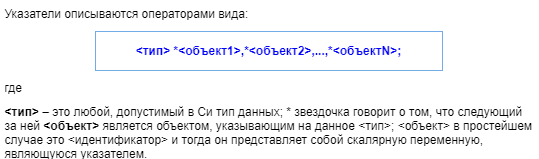 Указатели описываются операторами вида:
<тип> *<объект1>,*<объект2>,...,*<объектN>;
где
<тип> – это любой, допустимый в Си тип данных; * звездочка говорит о том, что следующий
за ней <объект> является объектом, указывающим на данное <тип>; <объект> в простейшем
случае это <идентификатор> и тогда он представляет собой скалярную переменную,
являющуюся указателем.